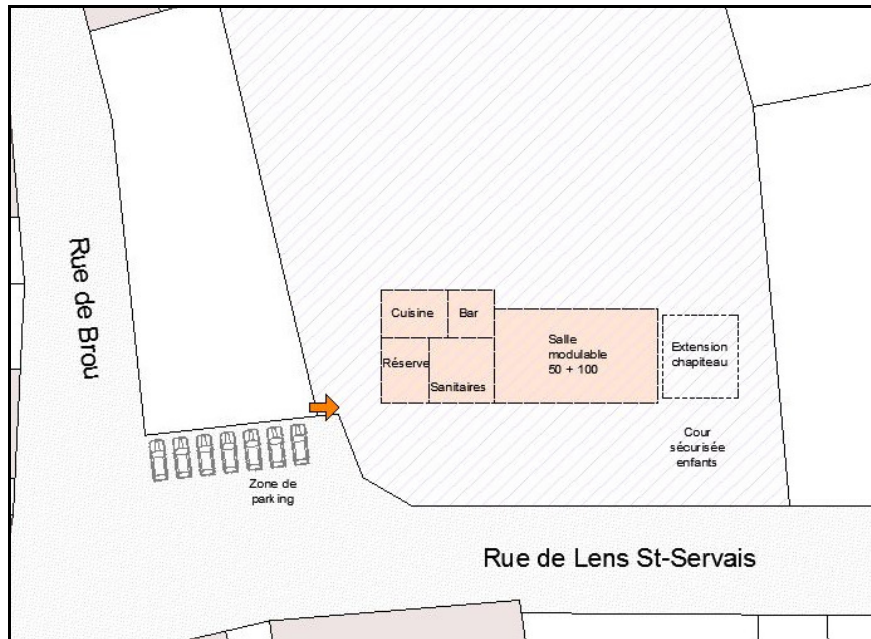 Rue de Brou
Cuisine
Bar
Réserve
Sanitaires
Salle
modulable
50 + 100
Extension
chapiteau
Cour
sécurisée
enfants
Zone de
parking
Rue de Lens St-Servais